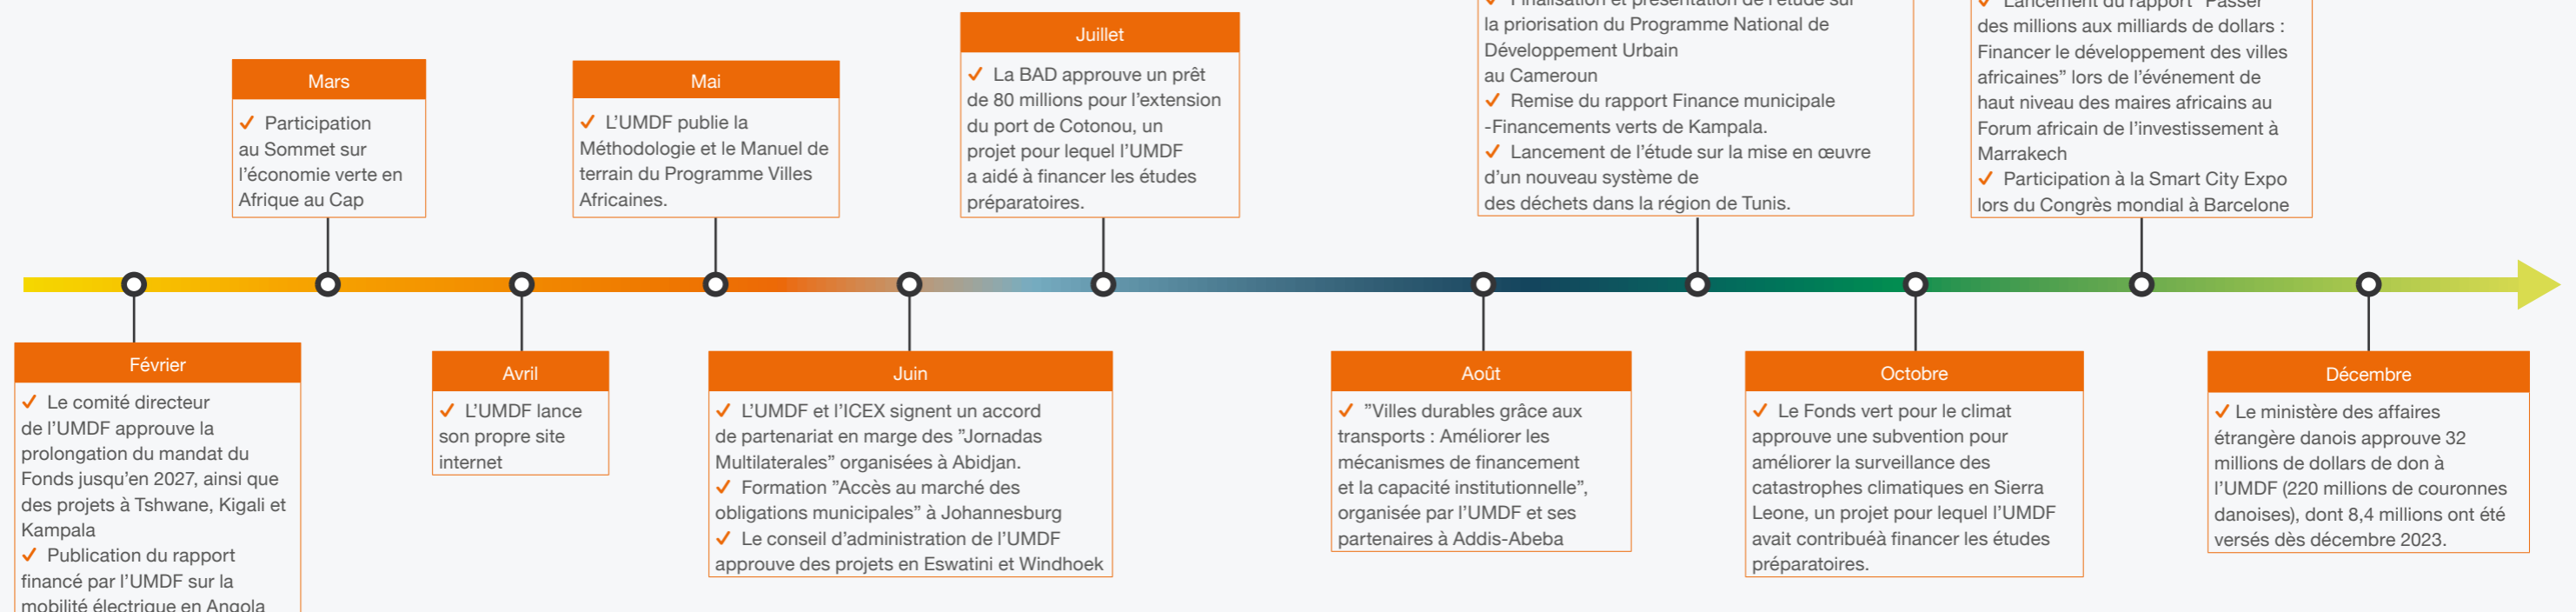 Mars
✓ Participation
au Sommet sur
l'économie verte en
Afrique au Cap
Mai
✓ L'UMDF publie la
Méthodologie et le Manuel de
terrain du Programme Villes
Africaines.
Juillet
✓ La BAD approuve un prêt
de 80 millions pour l'extension
du port de Cotonou, un
projet pour lequel l'UMDF
a aidé à financer les études
préparatoires.
✓ Finalisation et présentation de l'étude sur
la priorisation du Programme National de
Développement Urbain
au Cameroun
✓ Remise du rapport Finance municipale
-Financements verts de Kampala.
✓ Lancement de l'étude sur la mise en œuvre
d'un nouveau système de
des déchets dans la région de Tunis.
✓ Lancement du rapport "Passer
des millions aux milliards de dollars :
Financer le développement des villes
africaines" lors de l'événement de
haut niveau des maires africains au
Forum africain de l'investissement à
Marrakech
✓ Participation à la Smart City Expo
lors du Congrès mondial à Barcelone
Février
✓ Le comité directeur
de l'UMDF approuve la
prolongation du mandat du
Fonds jusqu'en 2027, ainsi que
des projets à Tshwane, Kigali et
Kampala
✓ Publication du rapport
financé par l'UMDF sur la
mobilité électrique en Angola
Avril
✓ L'UMDF lance
son propre site
internet
Juin
✓ L'UMDF et l'ICEX signent un accord
de partenariat en marge des "Jornadas
Multilaterales" organisées à Abidjan.
✓ Formation "Accès au marché des
obligations municipales" à Johannesburg
✓ Le conseil d'administration de l'UMDF
approuve des projets en Eswatini et Windhoek
Août
✓ "Villes durables grâce aux
transports : Améliorer les
mécanismes de financement
et la capacité institutionnelle",
organisée par l'UMDF et ses
partenaires à Addis-Abeba
Octobre
✓ Le Fonds vert pour le climat
approuve une subvention pour
améliorer la surveillance des
catastrophes climatiques en Sierra
Leone, un projet pour lequel l'UMDF
avait contribuéà financer les études
préparatoires.
Décembre
✓ Le ministère des affaires
étrangère danois approuve 32
millions de dollars de don à
l'UMDF (220 millions de couronnes
danoises), dont 8,4 millions ont été
versés dès décembre 2023.